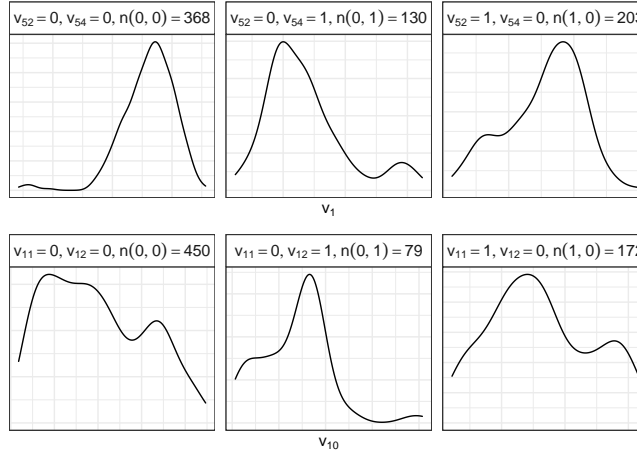 v52 = 0, v54 = 0, n(0, 0) = 368
v52 = 0, v54 = 1, n(0, 1) = 130
v52 = 1, v54 = 0, n(1, 0) = 203
v1
v11 = 0, v12 = 0, n(0, 0) = 450
v11 = 0, v12 = 1, n(0, 1) = 79
v11 = 1, v12 = 0, n(1, 0) = 172
v10